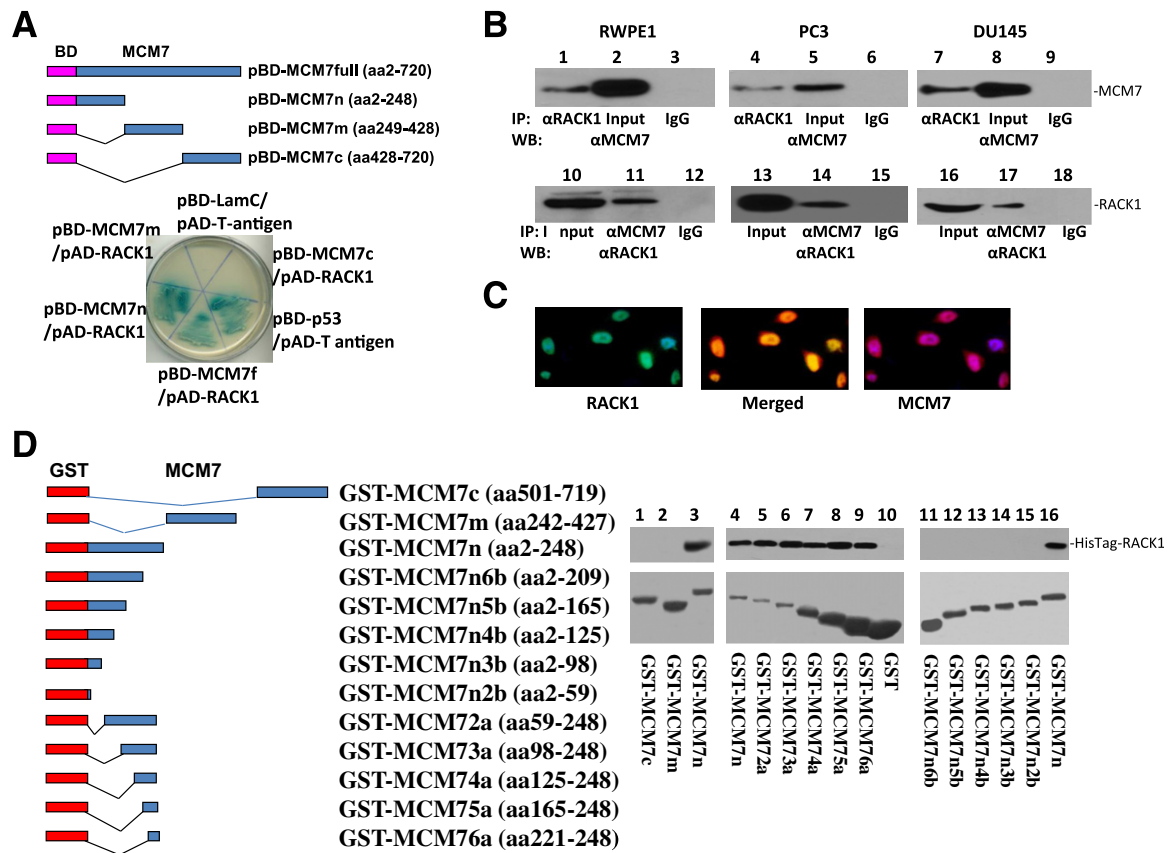 A
BD MCM7
pBD-MCM7full (aa2-720)
pBD-MCM7n (aa2-248)
pBD-MCM7m (aa249-428)
pBD-MCM7c (aa428-720)
pBD-LamC/
pAD-T-antigen
pBD-MCM7m
/pAD-RACK1
pBD-MCM7c
/pAD-RACK1
pBD-MCM7n
/pAD-RACK1
pBD-p53
/pAD-T antigen
pBD-MCM7f
/pAD-RACK1
B
RWPE1 PC3 DU145
1 2 3 4 5 6 7 8 9
-MCM7
IP: αRACK1 Input IgG αRACK1 Input IgG αRACK1 Input IgG
WB: αMCM7 αMCM7 αMCM7
10 11 12 13 14 15 16 17 18
-RACK1
IP: I nput αMCM7 IgG Input αMCM7 IgG Input αMCM7 IgG
WB: αRACK1 αRACK1 αRACK1
C
RACK1 Merged MCM7
D
GST MCM7
GST-MCM7c (aa501-719)
GST-MCM7m (aa242-427)
GST-MCM7n (aa2-248)
GST-MCM7n6b (aa2-209)
GST-MCM7n5b (aa2-165)
GST-MCM7n4b (aa2-125)
GST-MCM7n3b (aa2-98)
GST-MCM7n2b (aa2-59)
GST-MCM72a (aa59-248)
GST-MCM73a (aa98-248)
GST-MCM74a (aa125-248)
GST-MCM75a (aa165-248)
GST-MCM76a (aa221-248)
1 2 3 4 5 6 7 8 9 10 11 12 13 14 15 16
-HisTag-RACK1
GST-MCM7c
GST-MCM7m
GST-MCM7n
GST-MCM7n
GST-MCM72a
GST-MCM73a
GST-MCM74a
GST-MCM75a
GST-MCM76a
GST
GST-MCM7n6b
GST-MCM7n5b
GST-MCM7n4b
GST-MCM7n3b
GST-MCM7n2b
GST-MCM7n